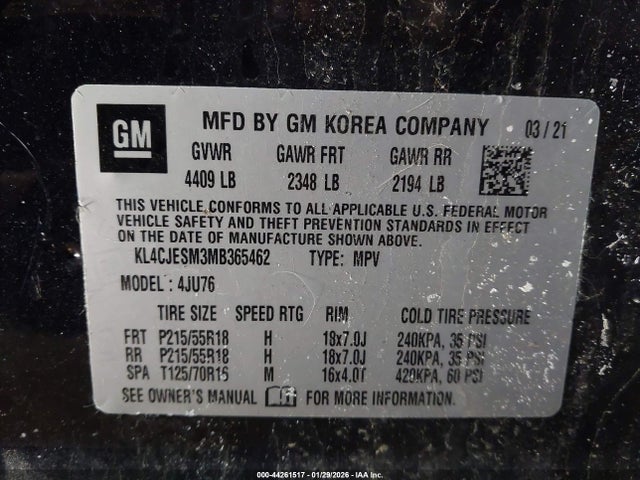 GM MFD BY GM KOREA COMPANY 03/21
GVWR GAWR FRT GAWR RR
4409 LB 2348 LB 2194 LB
THIS VEHICLE CONFORMS TO ALL APPLICABLE U.S. FEDERAL MOTOR
VEHICLE SAFETY AND THEFT PREVENTION STANDARDS IN EFFECT
ON THE DATE OF MANUFACTURE SHOWN ABOVE.
KL4CJESM3MB365462 TYPE: MPV
MODEL: 4JU76
TIRE SIZE SPEED RTG RIM COLD TIRE PRESSURE
FRT P215/55R18 H 18x7.0J 240KPA, 35 PSI
RR P215/55R18 H 18x7.0J 240KPA, 35 PSI
SPA T125/70R16 M 16x4.0T 420KPA, 60 PSI
SEE OWNER'S MANUAL i FOR MORE INFORMATION.
000-44261517 | 01/29/2026 - IAA Inc.